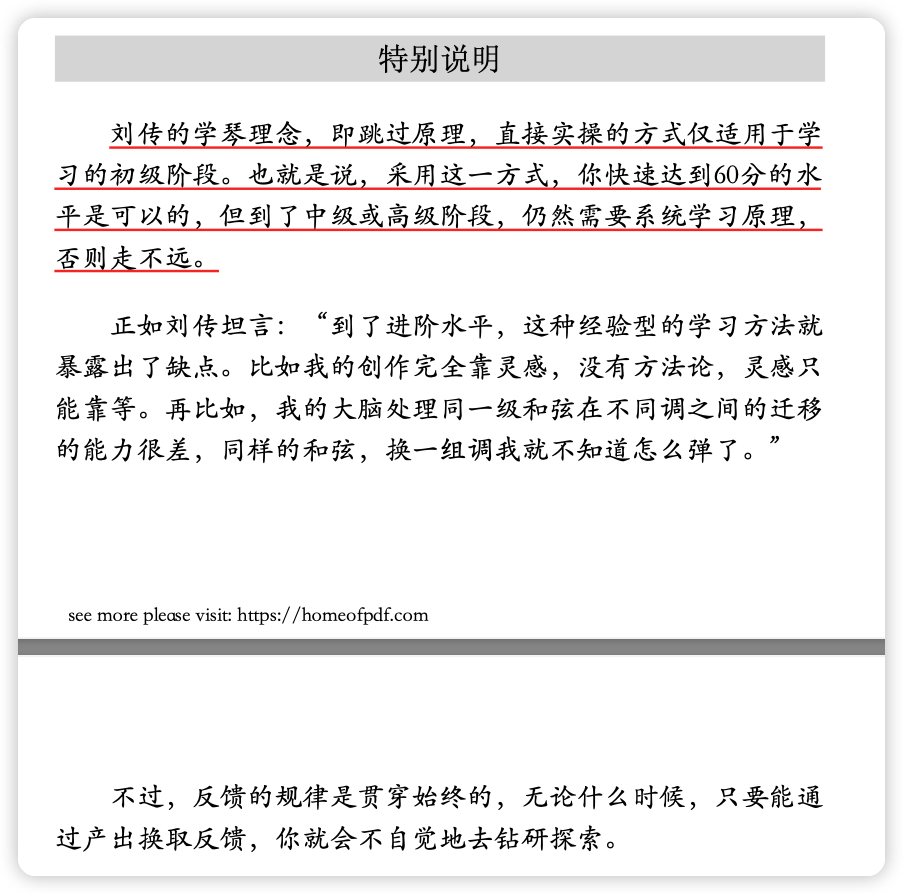 特别说明
刘传的学琴理念，即跳过原理，直接实操的方式仅适用于学
习的初级阶段。也就是说，采用这一方式，你快速达到60分的水
平是可以的，但到了中级或高级阶段，仍然需要系统学习原理，
否则走不远。
正如刘传坦言：“到了进阶水平，这种经验型的学习方法就
暴露出了缺点。比如我的创作完全靠灵感，没有方法论，灵感只
能靠等。再比如，我的大脑处理同一级和弦在不同调之间的迁移
的能力很差，同样的和弦，换一组调我就不知道怎么弹了。”
see more please visit: https://homeofpdf.com
不过，反馈的规律是贯穿始终的，无论什么时候，只要能通
过产出换取反馈，你就会不自觉地去钻研探索。